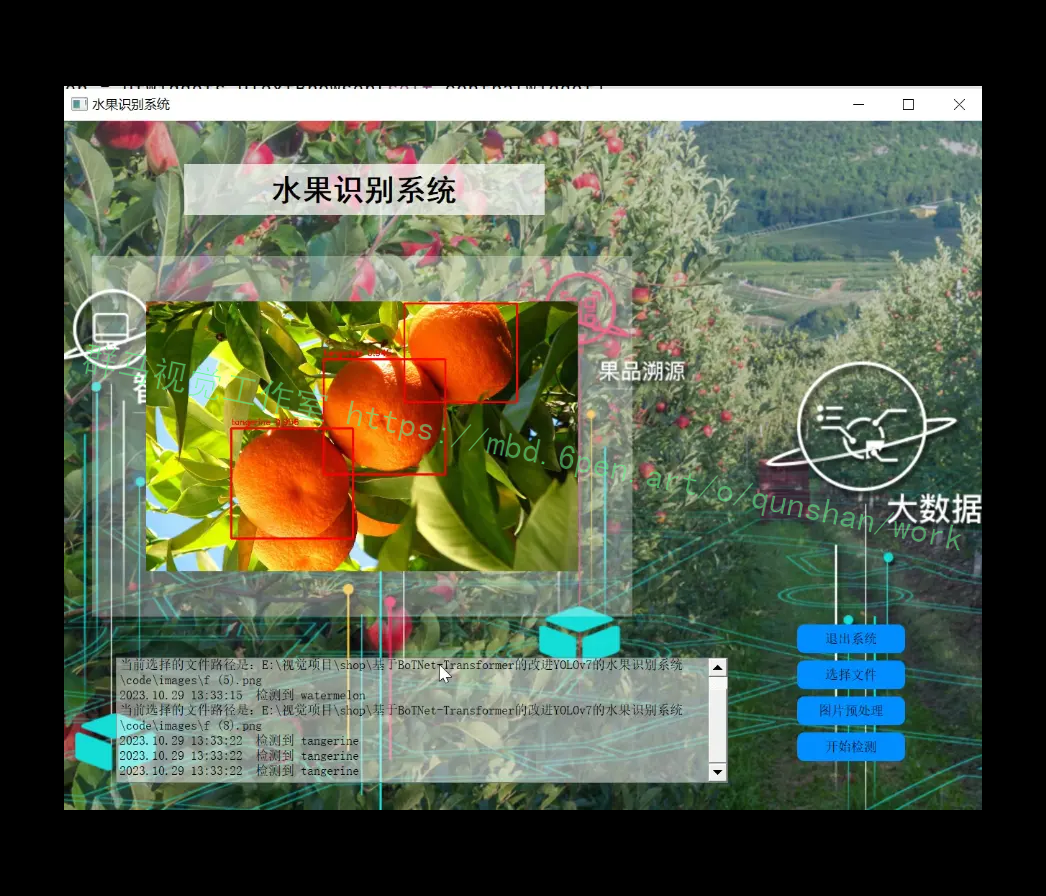 水果识别系统
水果识别系统
果品溯源
智
群山视觉工作室 https://mbd.6pen.art/o/qunshan/work
tangerine 0.906
大数据
退出系统
选择文件
图片预处理
开始检测
当前选择的文件路径是: E:\视觉项目\shop\基于BoTNet-Transformer的改进YOLOv7的水果识别系统
\code\images\f (5).png
2023.10.29 13:33:15 检测到 watermelon
当前选择的文件路径是: E:\视觉项目\shop\基于BoTNet-Transformer的改进YOLOv7的水果识别系统
\code\images\f (8).png
2023.10.29 13:33:22 检测到 tangerine
2023.10.29 13:33:22 检测到 tangerine
2023.10.29 13:33:22 检测到 tangerine